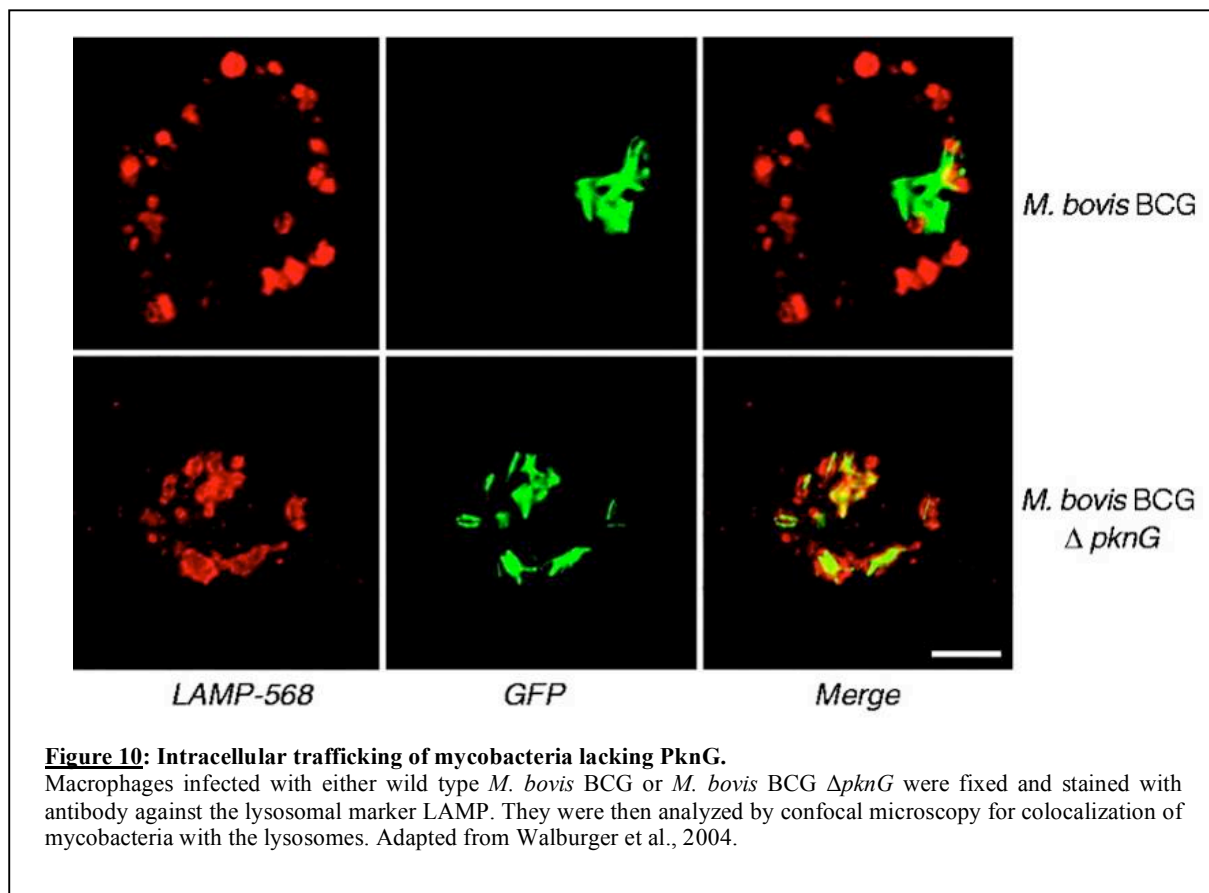 M. bovis BCG
M. bovis BCG
Δ pknG
LAMP-568 GFP Merge
Figure 10: Intracellular trafficking of mycobacteria lacking PknG.
Macrophages infected with either wild type M. bovis BCG or M. bovis BCG ΔpknG were fixed and stained with
antibody against the lysosomal marker LAMP. They were then analyzed by confocal microscopy for colocalization of
mycobacteria with the lysosomes. Adapted from Walburger et al., 2004.